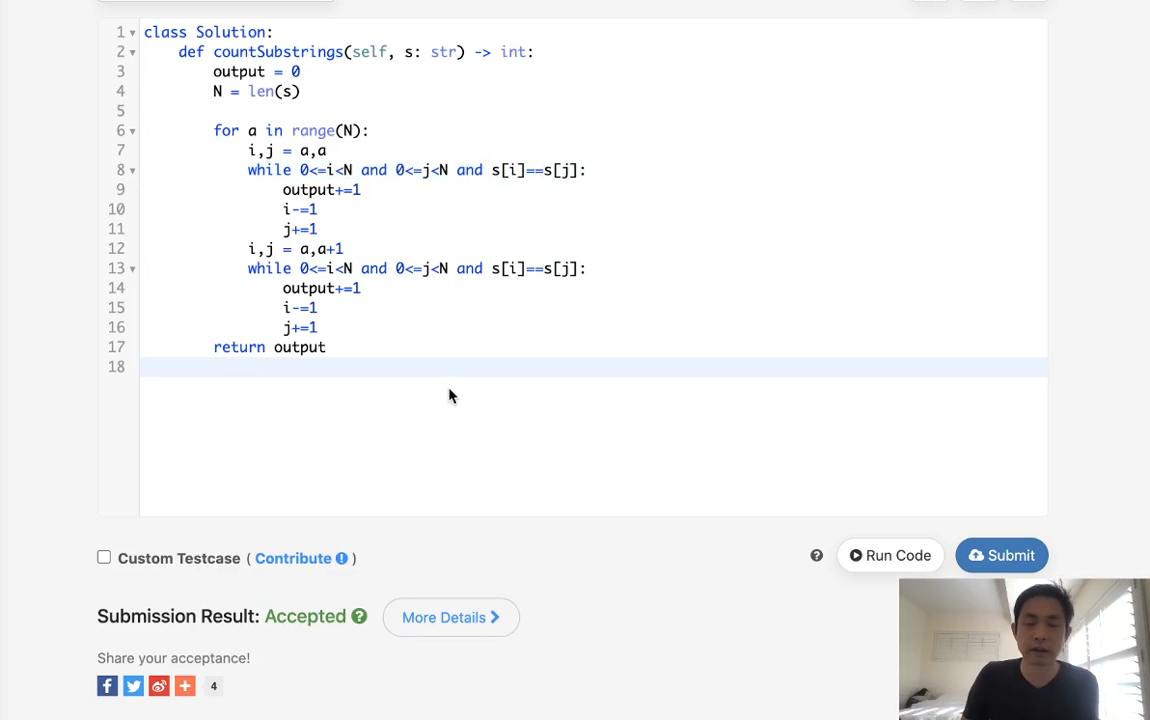 1 class Solution:
2 def countSubstrings(self, s: str) -> int:
3 output = 0
4 N = len(s)
5
6 for a in range(N):
7 i,j = a,a
8 while 0<=i<N and 0<=j<N and s[i]==s[j]:
9 output+=1
10 i-=1
11 j+=1
12 i,j = a,a+1
13 while 0<=i<N and 0<=j<N and s[i]==s[j]:
14 output+=1
15 i-=1
16 j+=1
17 return output
18
Custom Testcase ( Contribute )
? Run Code Submit
Submission Result: Accepted ? More Details
Share your acceptance!
f 4